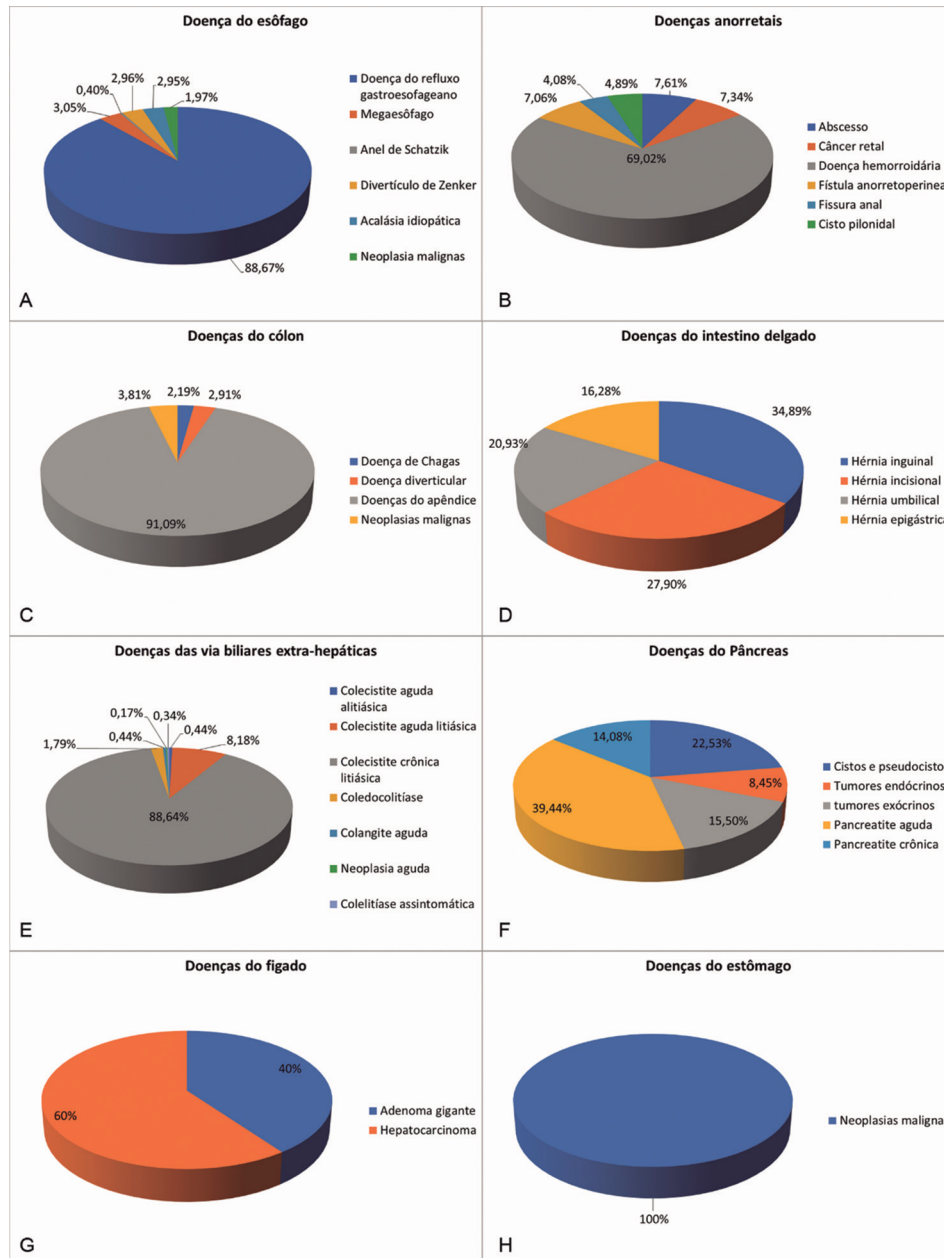 Doença do esôfago
2,96%
2,95%
0,40%
1,97%
3,05%
88,67%
Doença do refluxo
gastroesofageano
Megaesôfago
Anel de Schatzik
Divertículo de Zenker
Acalásia idiopática
Neoplasia malignas
A
Doenças anorretais
4,08%
4,89%
7,61%
7,06%
7,34%
69,02%
Abscesso
Câncer retal
Doença hemorroidária
Fístula anorretoperinea
Fissura anal
Cisto pilonidal
B
Doenças do cólon
3,81%
2,19%
2,91%
91,09%
Doença de Chagas
Doença diverticular
Doenças do apêndice
Neoplasias malignas
C
Doenças do intestino delgado
16,28%
34,89%
20,93%
27,90%
Hérnia inguinal
Hérnia incisional
Hérnia umbilical
Hérnia epigástrica
D
Doenças das via biliares extra-hepáticas
0,17%
0,34%
0,44%
0,44%
1,79%
8,18%
88,64%
Colecistite aguda
alitiásica
Colecistite aguda litiásica
Colecistite crônica
litiásica
Coledocolitíase
Colangite aguda
Neoplasia aguda
Colelitíase assintomática
E
Doenças do Pâncreas
14,08%
22,53%
8,45%
39,44%
15,50%
Cistos e pseudocisto
Tumores endócrinos
tumores exócrinos
Pancreatite aguda
Pancreatite crônica
F
Doenças do figado
40%
60%
Adenoma gigante
Hepatocarcinoma
G
Doenças do estômago
Neoplasias maligna
100%
H